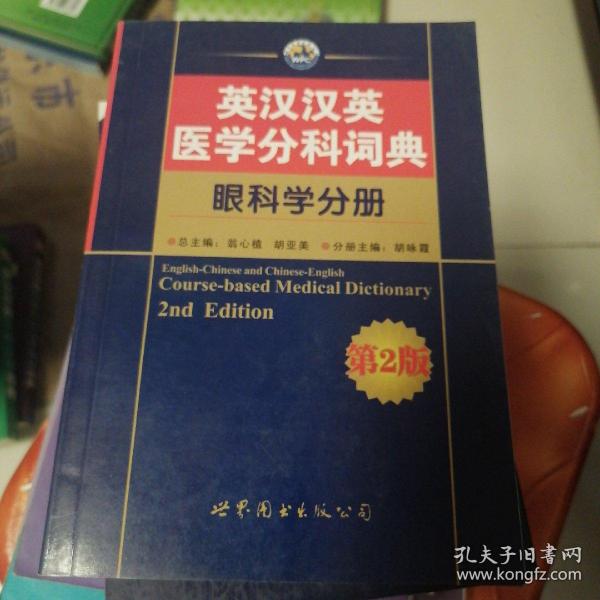 WPC
英汉汉英
医学分科词典
眼科学分册
●总主编：翁心植 胡亚美 ●分册主编：胡咏霞
English-Chinese and Chinese-English
Course-based Medical Dictionary
2nd Edition
第2版
世界图书出版公司
孔夫子旧书网
www.kongfz.com